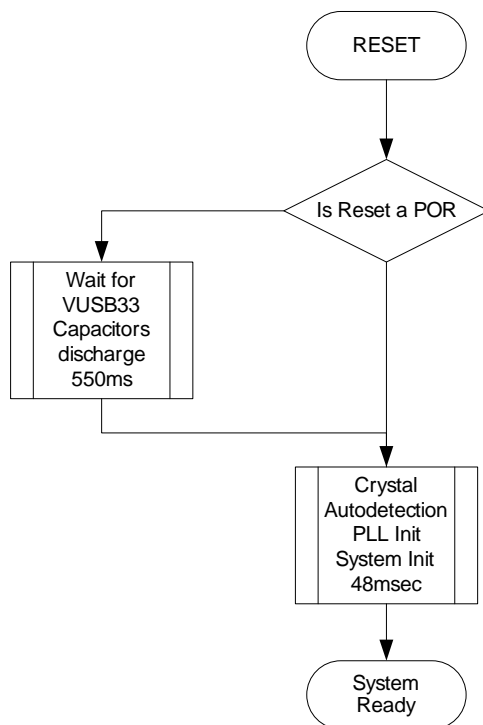 RESET
Is Reset a POR
Wait for
VUSB33
Capacitors
discharge
550ms
Crystal
Autodetection
PLL Init
System Init
48msec
System
Ready